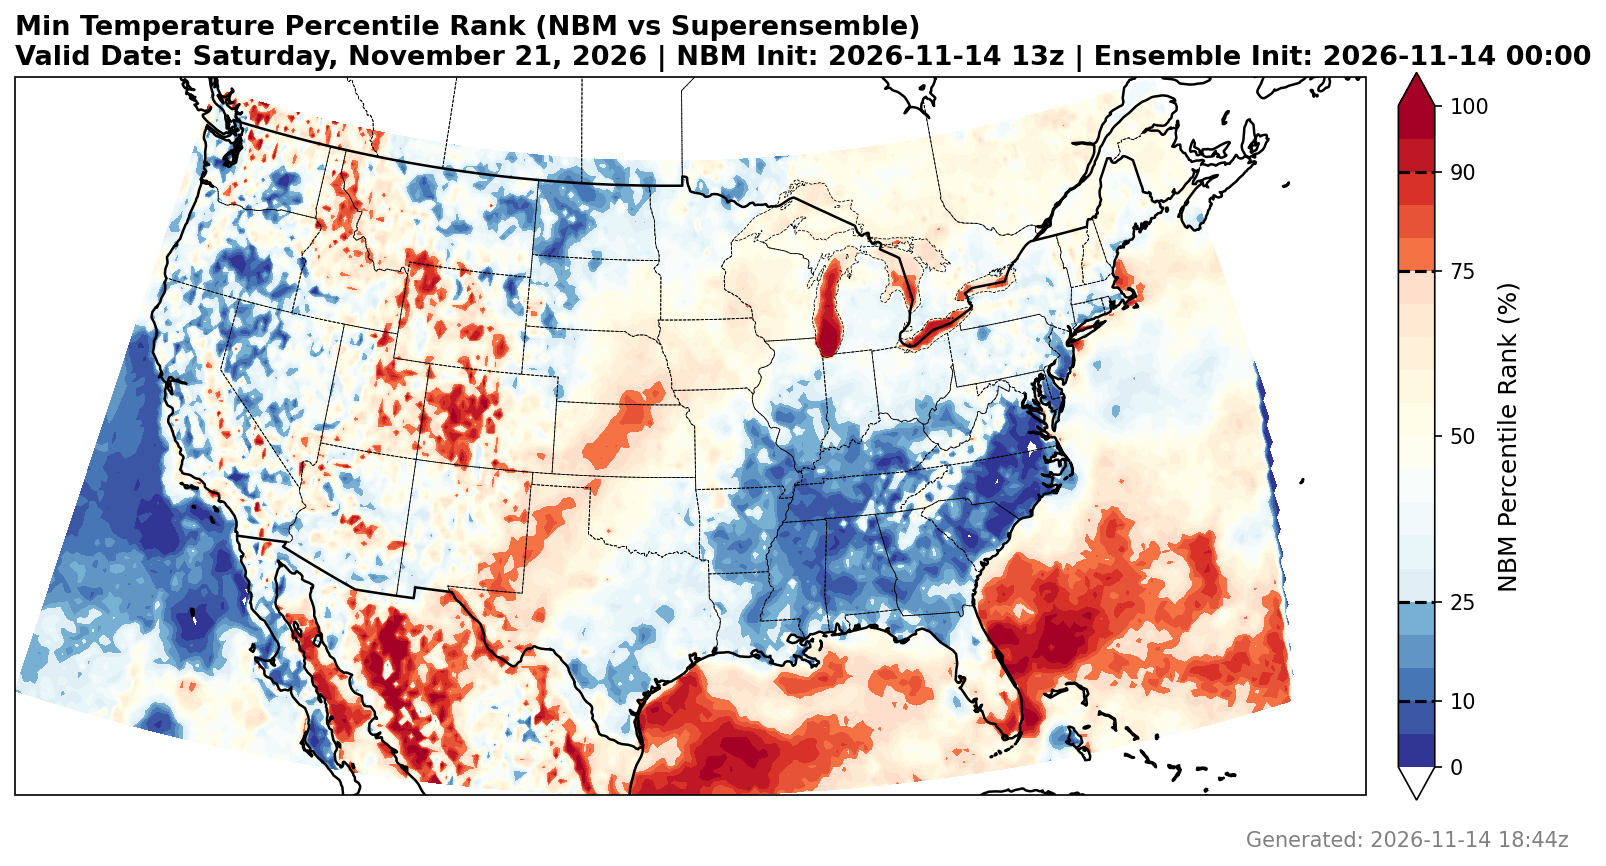 Min Temperature Percentile Rank (NBM vs Superensemble)
Valid Date: Saturday, November 21, 2026 | NBM Init: 2026-11-14 13z | Ensemble Init: 2026-11-14 00:00
100
90
75
50
25
10
0
NBM Percentile Rank (%)
Generated: 2026-11-14 18:44z